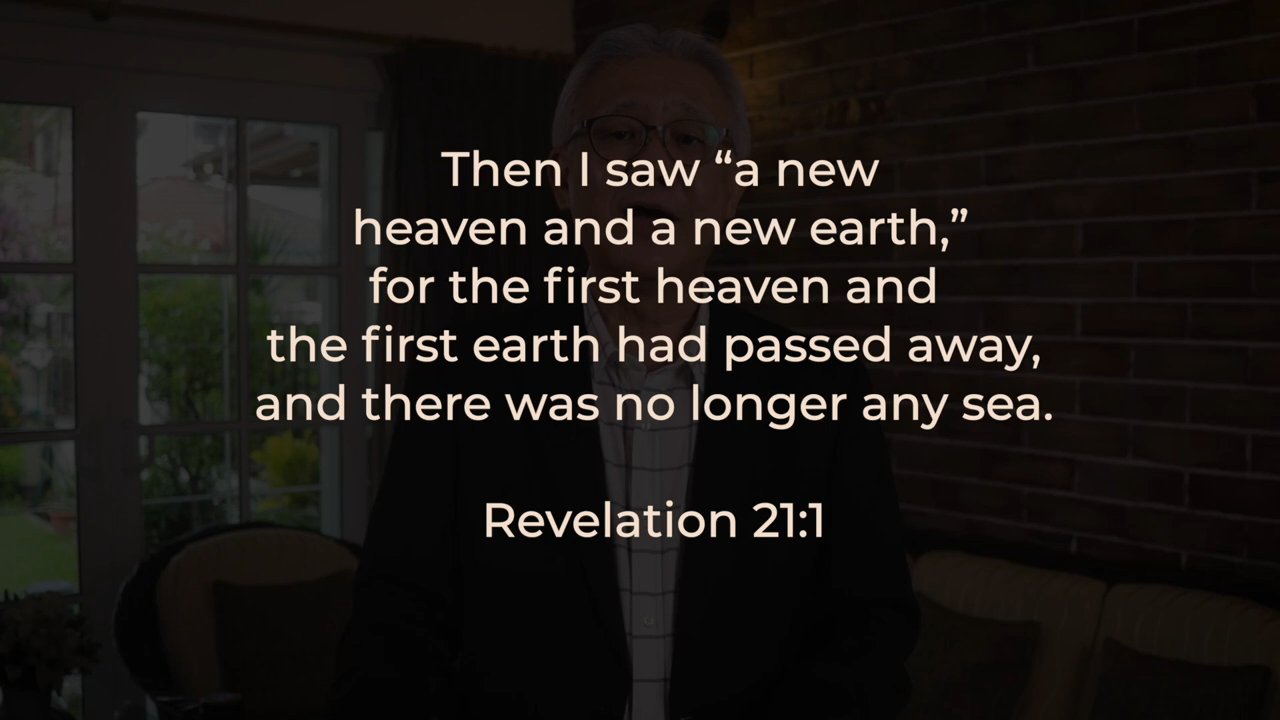 Then I saw “a new
heaven and a new earth,”
for the first heaven and
the first earth had passed away,
and there was no longer any sea.
Revelation 21:1